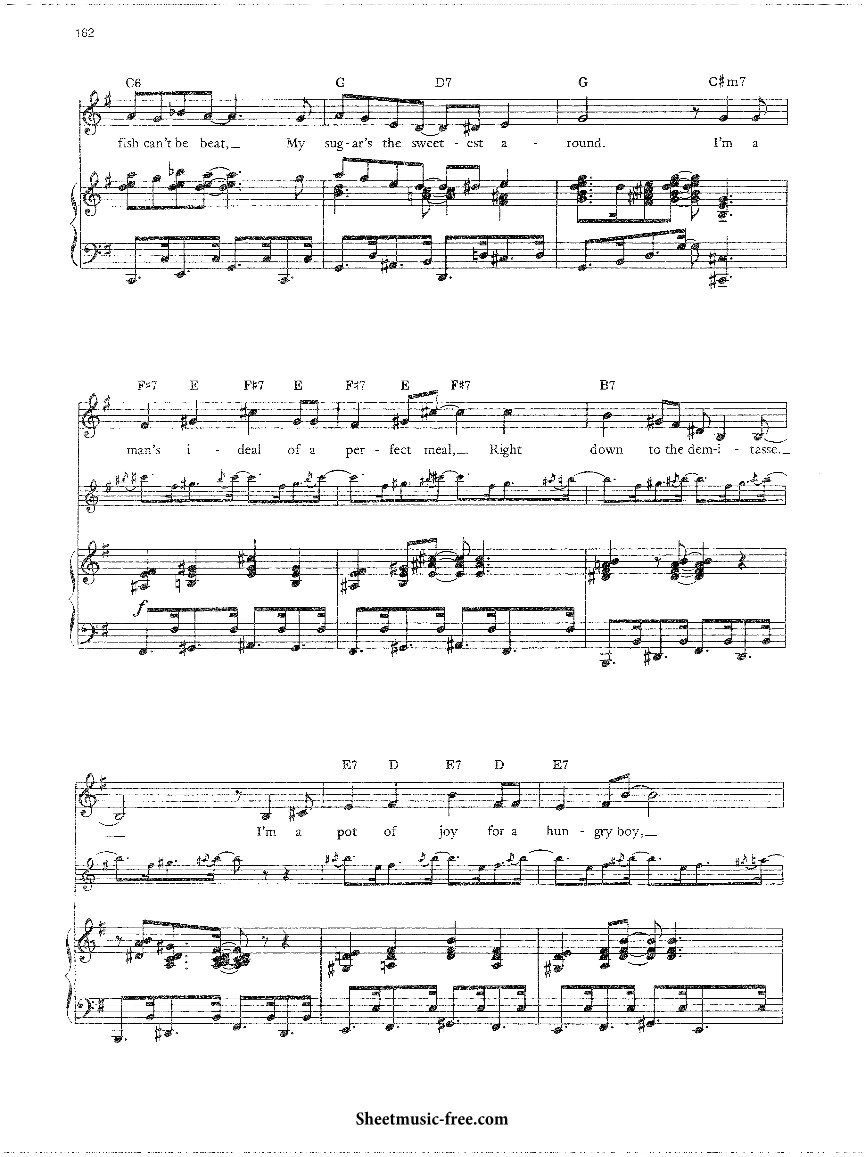 162
C6 G D7 G C♯m7
fish can't be beat, My sug-ar's the sweet - est a - round. I'm a
F♯7 E F♯7 E F♯7 E F♯7 B7
man's i - deal of a per - fect meal, Right down to the dem-i - tasse.
f
E7 D E7 D E7
I'm a pot of joy for a hun - gry boy,
Sheetmusic-free.com